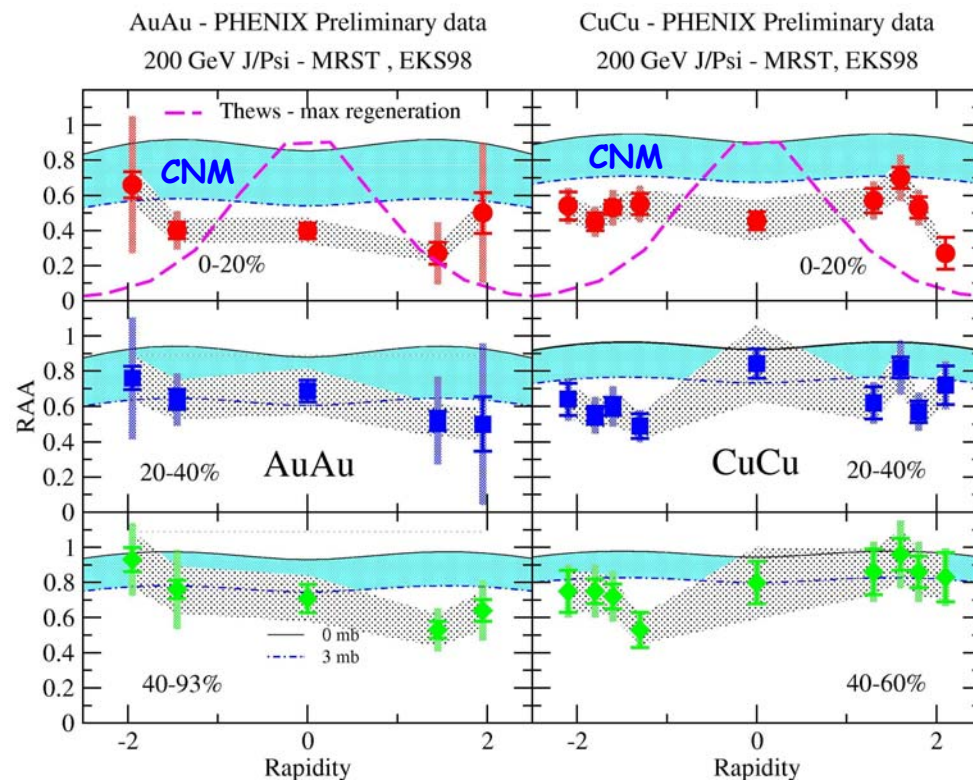 AuAu - PHENIX Preliminary data
200 GeV J/Psi - MRST , EKS98
CuCu - PHENIX Preliminary data
200 GeV J/Psi - MRST, EKS98
Thews - max regeneration
1
0.8
0.6
0.4
0.2
0
CNM
0-20%
CNM
0-20%
RAA
1
0.8
0.6
0.4
0.2
0
20-40%
AuAu
CuCu
20-40%
1
0.8
0.6
0.4
0.2
0
0 mb
3 mb
40-93%
40-60%
-2 0 2
-2 0 2
Rapidity
Rapidity